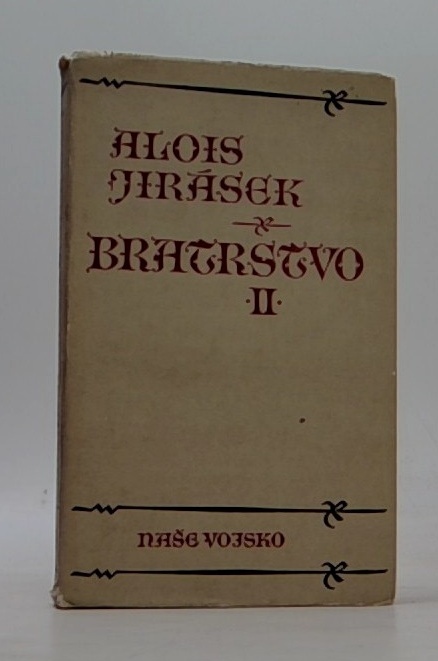 ALOIS
JIRÁSEK
BRATRSTVO
·II·
NAŠE VOJSKO